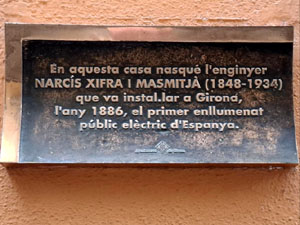 En aquesta casa nasqué l'enginyer
NARCÍS XIFRA I MASMITJÀ (1848-1934)
que va instal.lar a Girona,
l'any 1886, el primer enllumenat
públic elèctric d'Espanya.